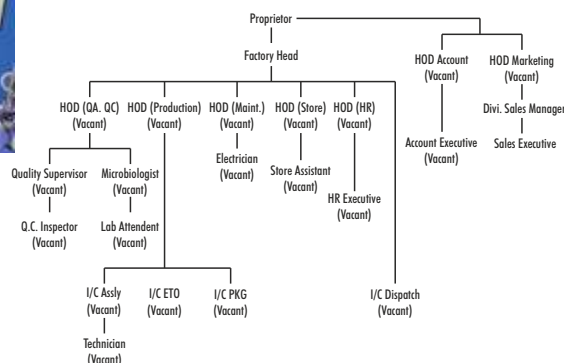 Proprietor
Factory Head
HOD Account
(Vacant)
HOD Marketing
(Vacant)
HOD (QA. QC)
(Vacant)
HOD (Production)
(Vacant)
HOD (Maint.)
(Vacant)
HOD (Store)
(Vacant)
HOD (HR)
(Vacant)
Divi. Sales Manager
Electrician
(Vacant)
Account Executive
(Vacant)
Sales Executive
Quality Supervisor
(Vacant)
Microbiologist
(Vacant)
Store Assistant
(Vacant)
HR Executive
(Vacant)
Q.C. Inspector
(Vacant)
Lab Attendent
(Vacant)
I/C Assly
(Vacant)
I/C ETO
(Vacant)
I/C PKG
(Vacant)
I/C Dispatch
(Vacant)
Technician
(Vacant)